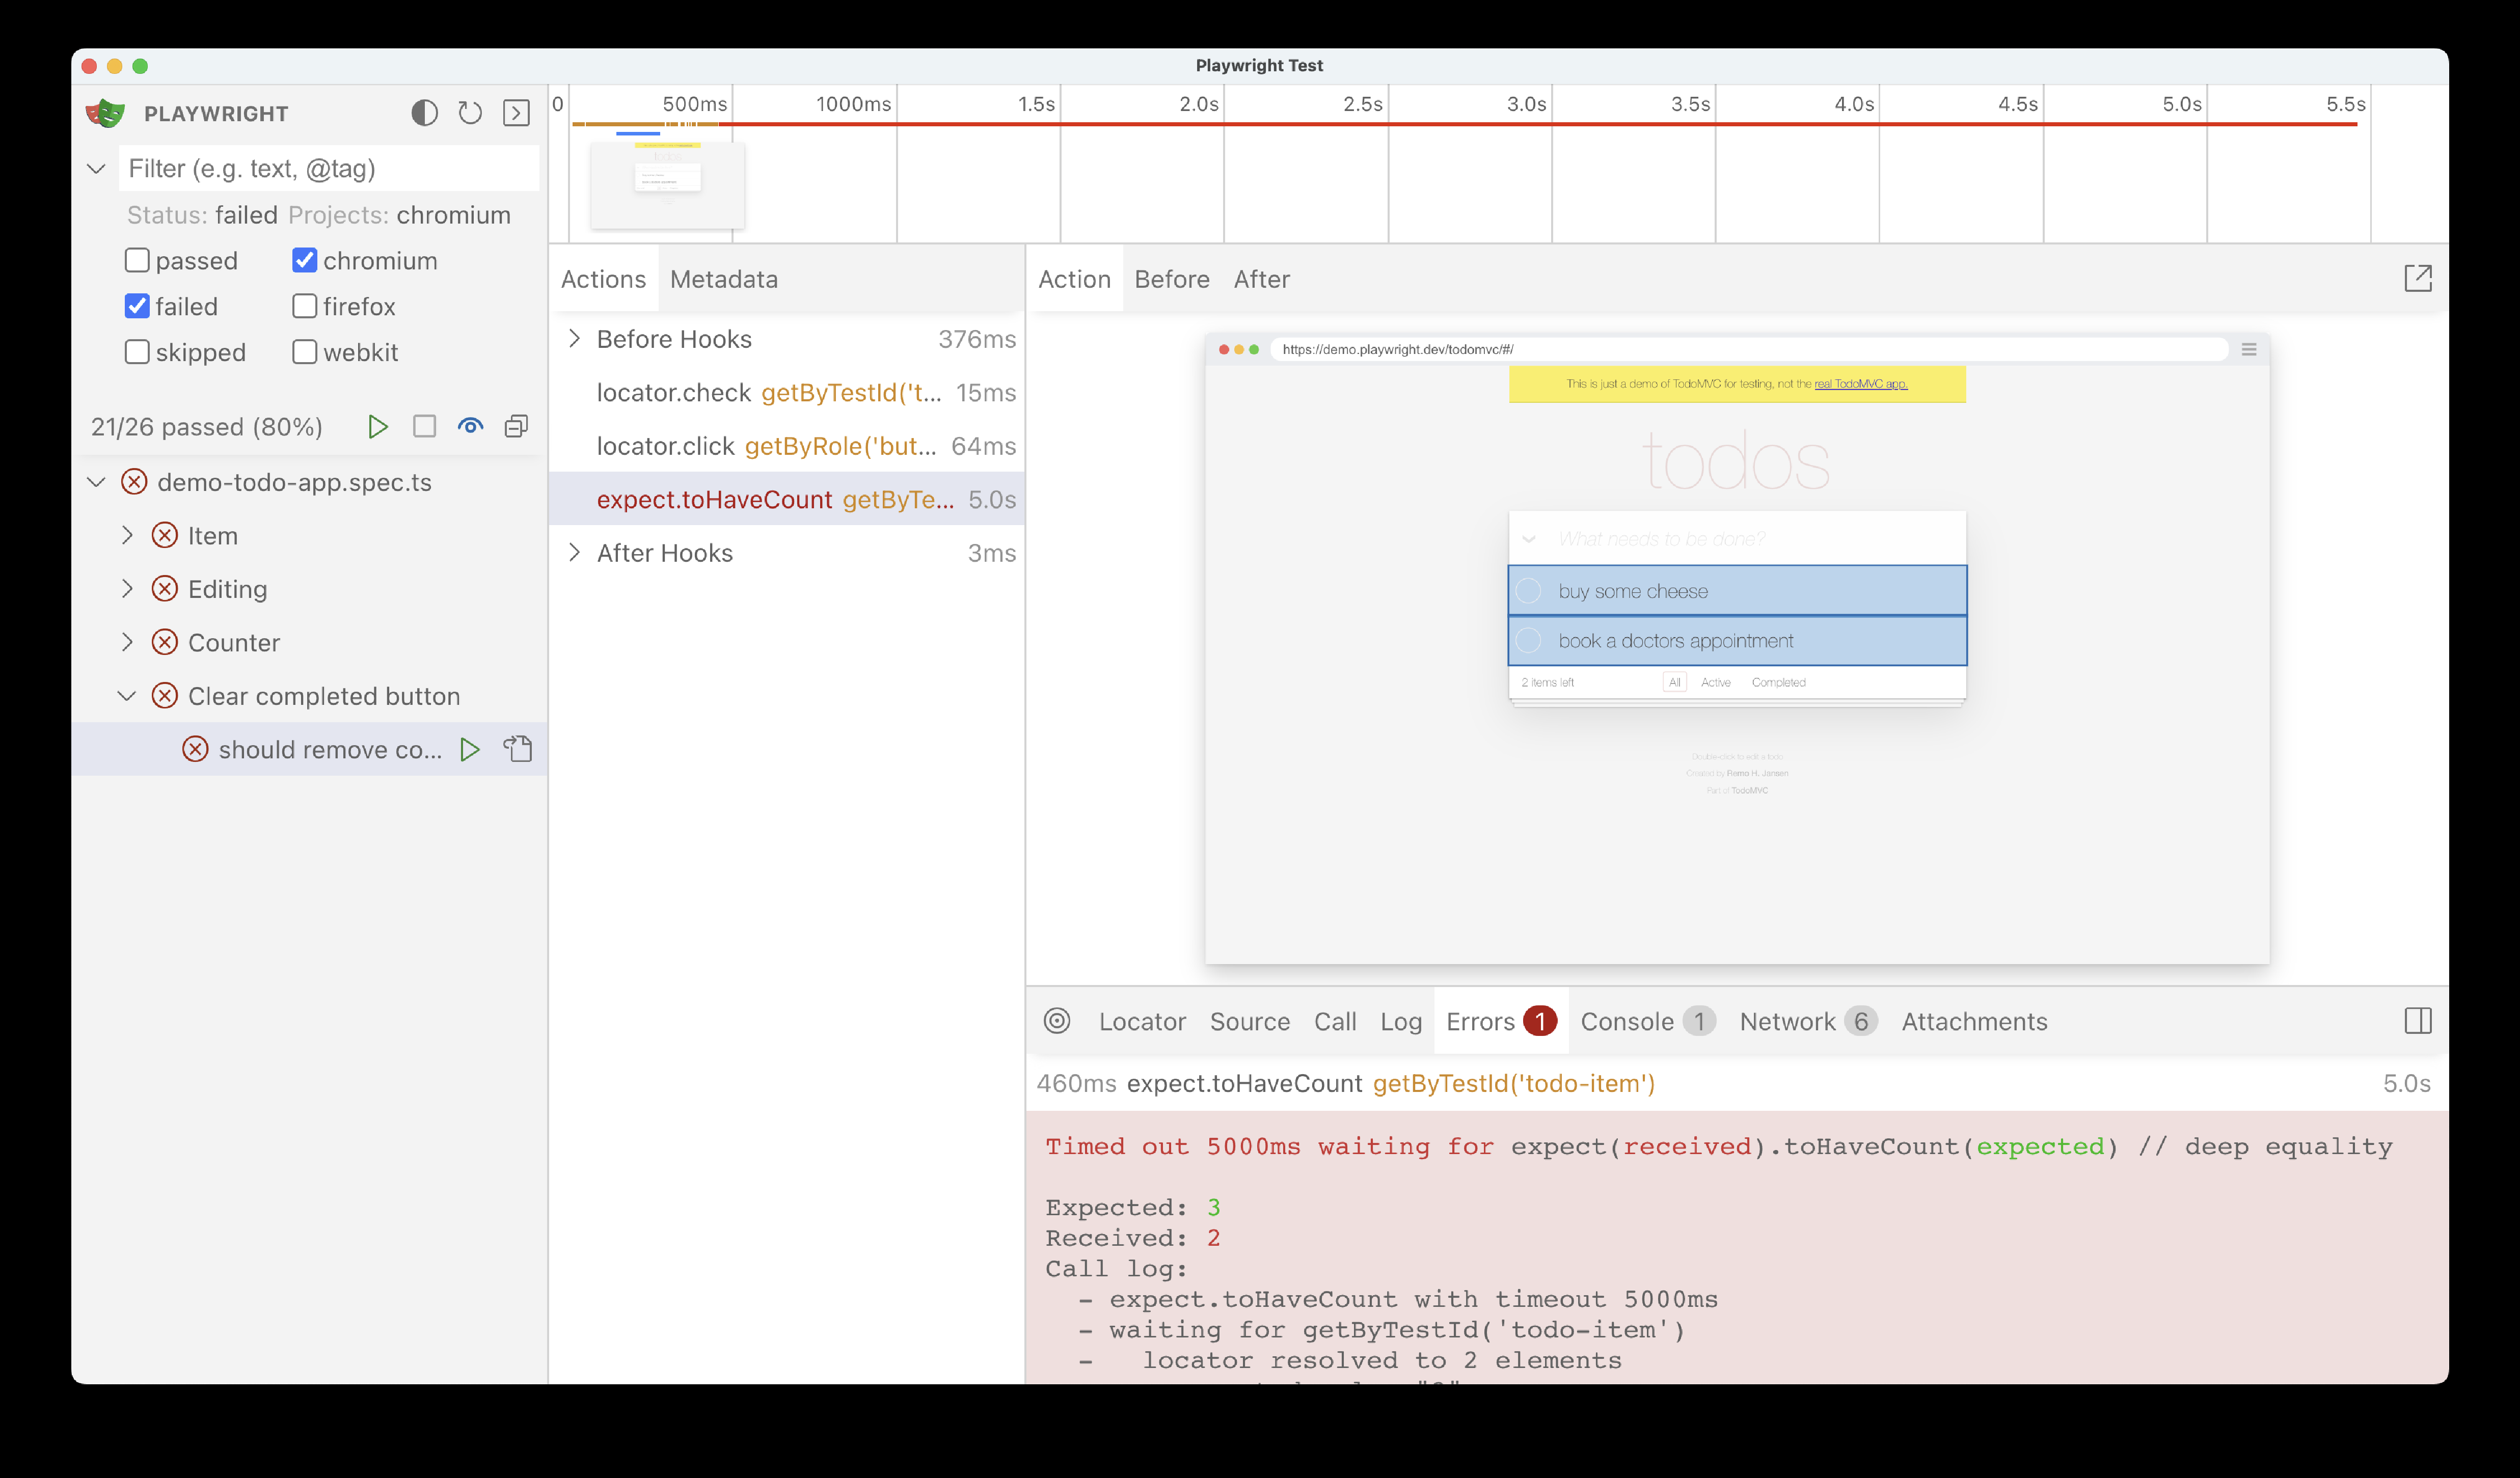 Playwright Test
PLAYWRIGHT
Filter (e.g. text, @tag)
Status: failed Projects: chromium
passed chromium
failed firefox
skipped webkit
21/26 passed (80%)
demo-todo-app.spec.ts
Item
Editing
Counter
Clear completed button
should remove co...
0 500ms 1000ms 1.5s 2.0s 2.5s 3.0s 3.5s 4.0s 4.5s 5.0s 5.5s
todos
Actions Metadata
Before Hooks 376ms
locator.check getByTestId('t... 15ms
locator.click getByRole('but... 64ms
expect.toHaveCount getByTe... 5.0s
After Hooks 3ms
Action Before After
https://demo.playwright.dev/todomvc/#/
This is just a demo of TodoMVC for testing, not the real TodoMVC app.
todos
What needs to be done?
buy some cheese
book a doctors appointment
2 items left All Active Completed
Double-click to edit a todo
Created by Remo H. Jansen
Part of TodoMVC
Locator Source Call Log Errors 1 Console 1 Network 6 Attachments
460ms expect.toHaveCount getByTestId('todo-item') 5.0s
Timed out 5000ms waiting for expect(received).toHaveCount(expected) // deep equality
Expected: 3
Received: 2
Call log:
- expect.toHaveCount with timeout 5000ms
- waiting for getByTestId('todo-item')
- locator resolved to 2 elements